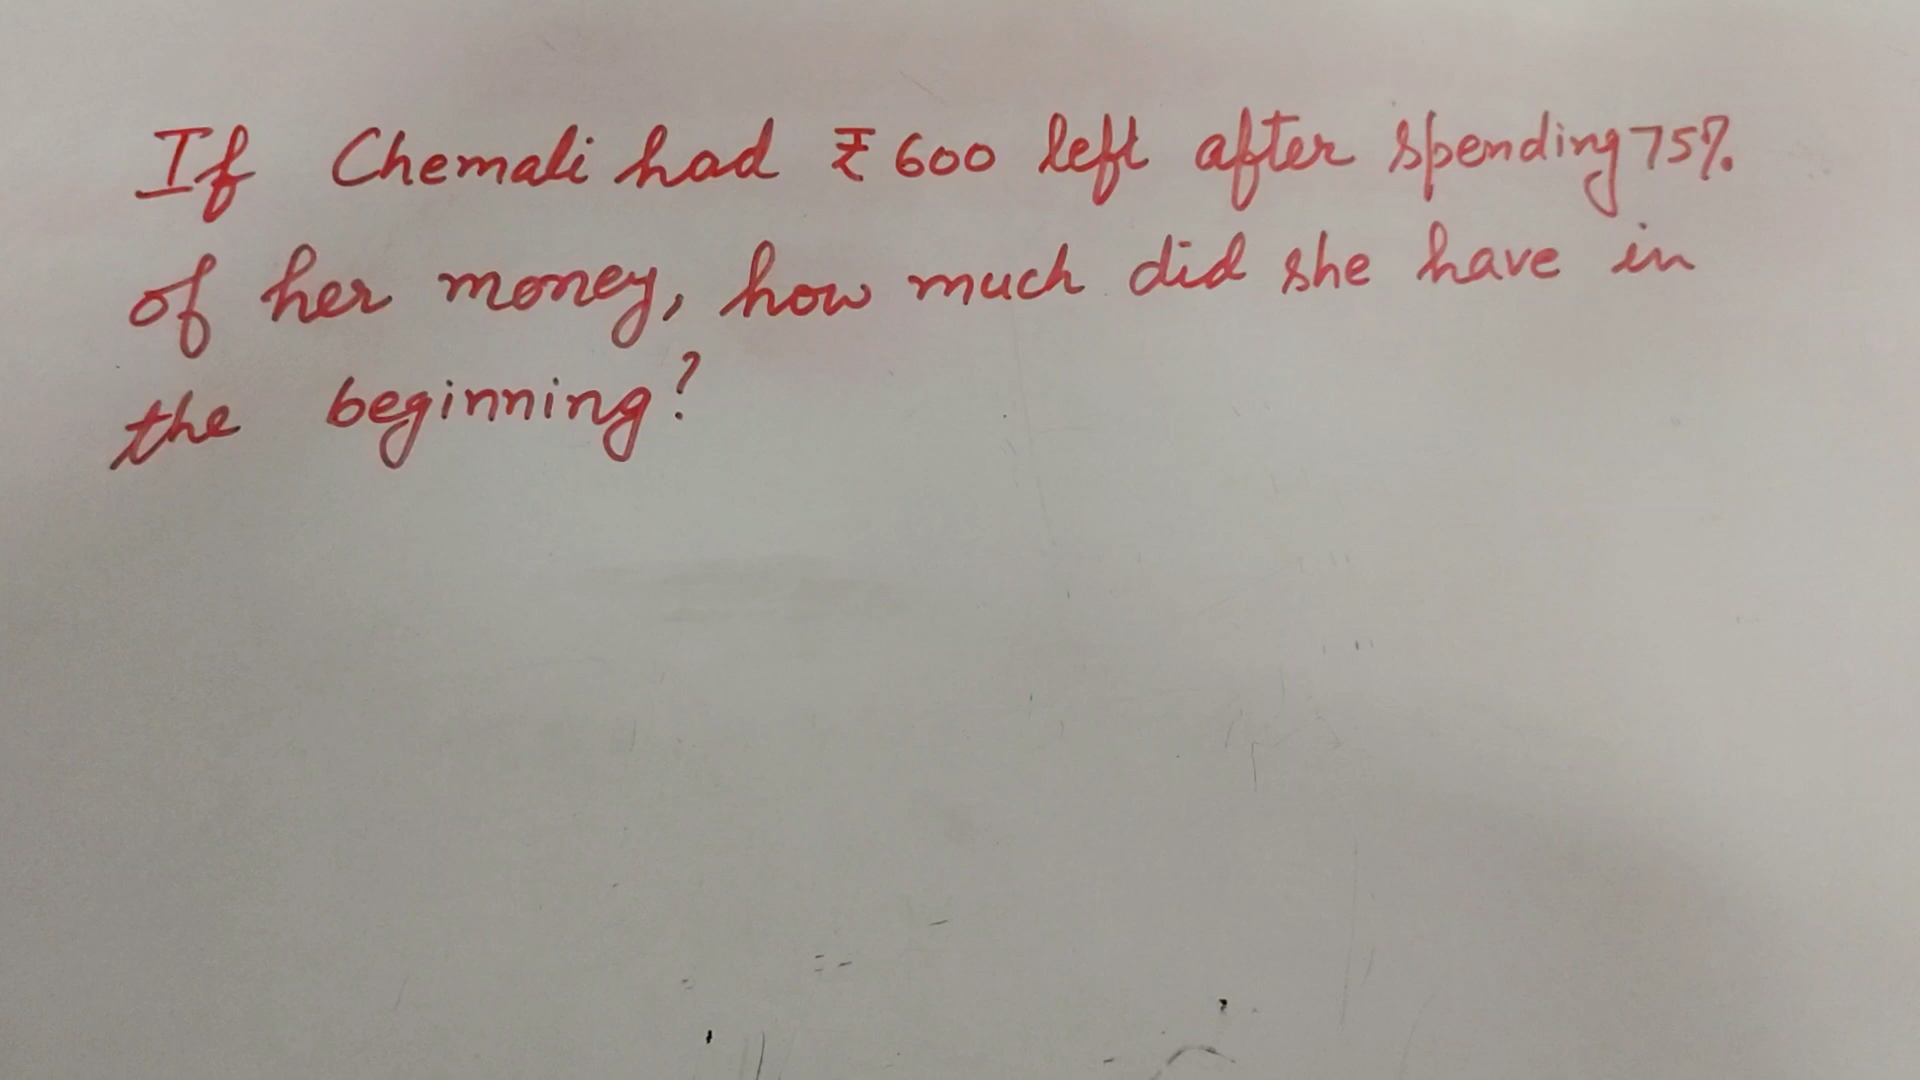 If Chemali had ₹ 600 left after spending 75%
of her money, how much did she have in
the beginning?